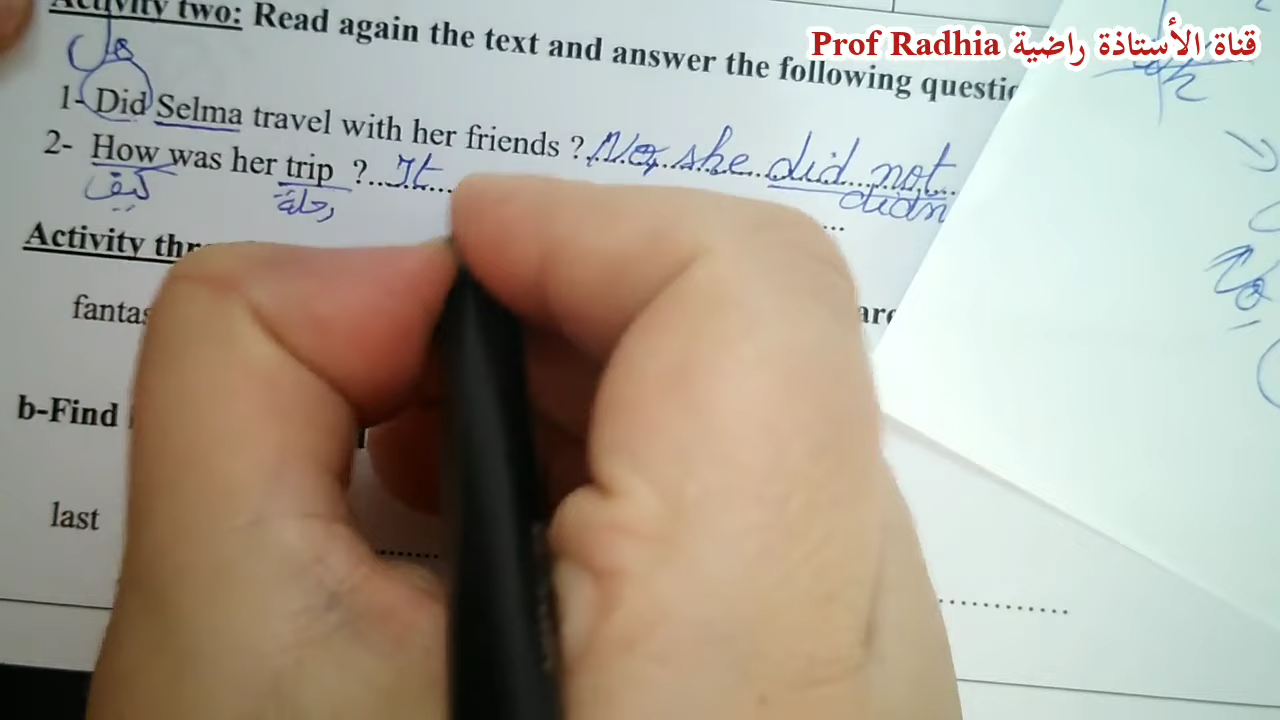 قناة الأستاذة راضية Prof Radhia
Activity two: Read again the text and answer the following questio
هل
1- Did Selma travel with her friends ? No, she did not
didn
2- How was her trip ? It
كيف رحلة
Activity thr
fantas are
b-Find
last
No,